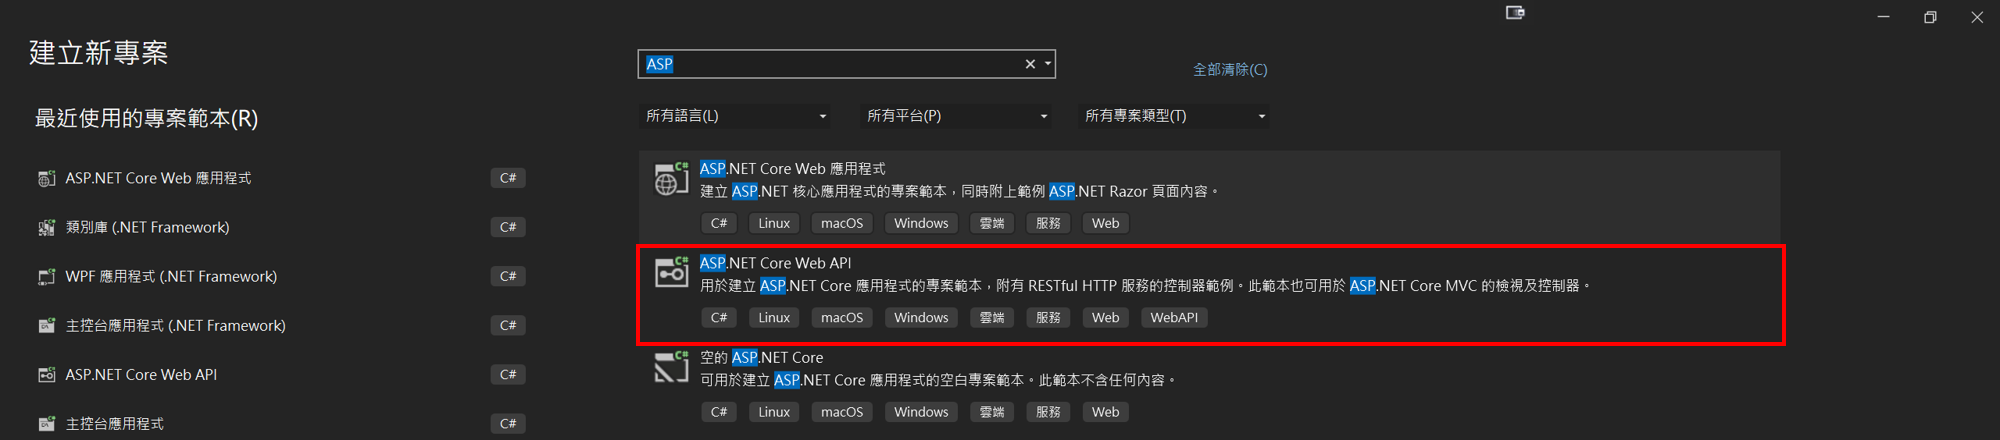 建立新專案
最近使用的專案範本(R)
ASP.NET Core Web 應用程式 C#
類別庫 (.NET Framework) C#
WPF 應用程式 (.NET Framework) C#
主控台應用程式 (.NET Framework) C#
ASP.NET Core Web API C#
主控台應用程式 C#
ASP
全部清除(C)
所有語言(L) 所有平台(P) 所有專案類型(T)
ASP.NET Core Web 應用程式
建立 ASP.NET 核心應用程式的專案範本，同時附上範例 ASP.NET Razor 頁面內容。
C# Linux macOS Windows 雲端 服務 Web
ASP.NET Core Web API
用於建立 ASP.NET Core 應用程式的專案範本，附有 RESTful HTTP 服務的控制器範例。此範本也可用於 ASP.NET Core MVC 的檢視及控制器。
C# Linux macOS Windows 雲端 服務 Web WebAPI
空的 ASP.NET Core
可用於建立 ASP.NET Core 應用程式的空白專案範本。此範本不含任何內容。
C# Linux macOS Windows 雲端 服務 Web